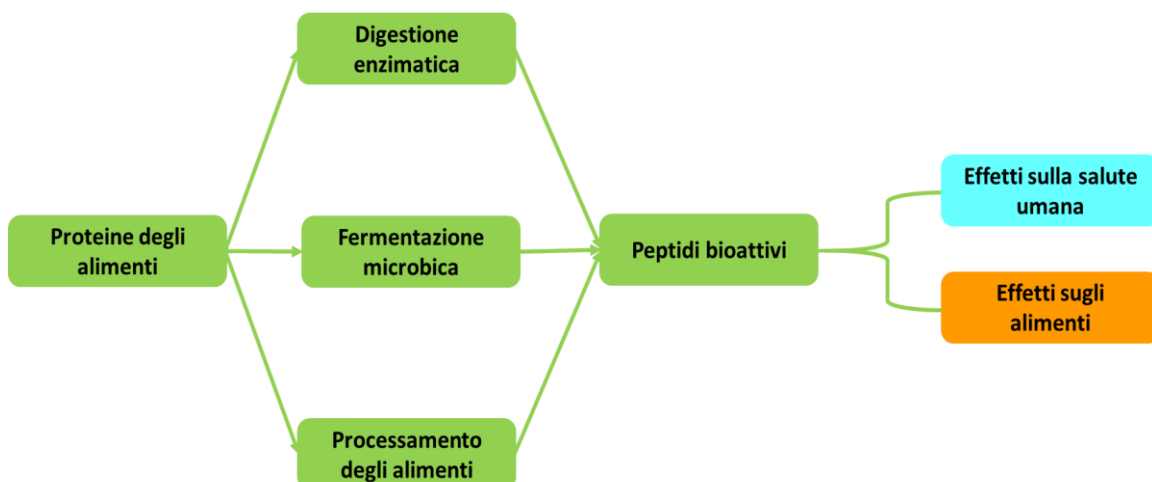 Digestione
enzimatica
Effetti sulla salute
umana
Proteine degli
alimenti
Fermentazione
microbica
Peptidi bioattivi
Effetti sugli
alimenti
Processamento
degli alimenti